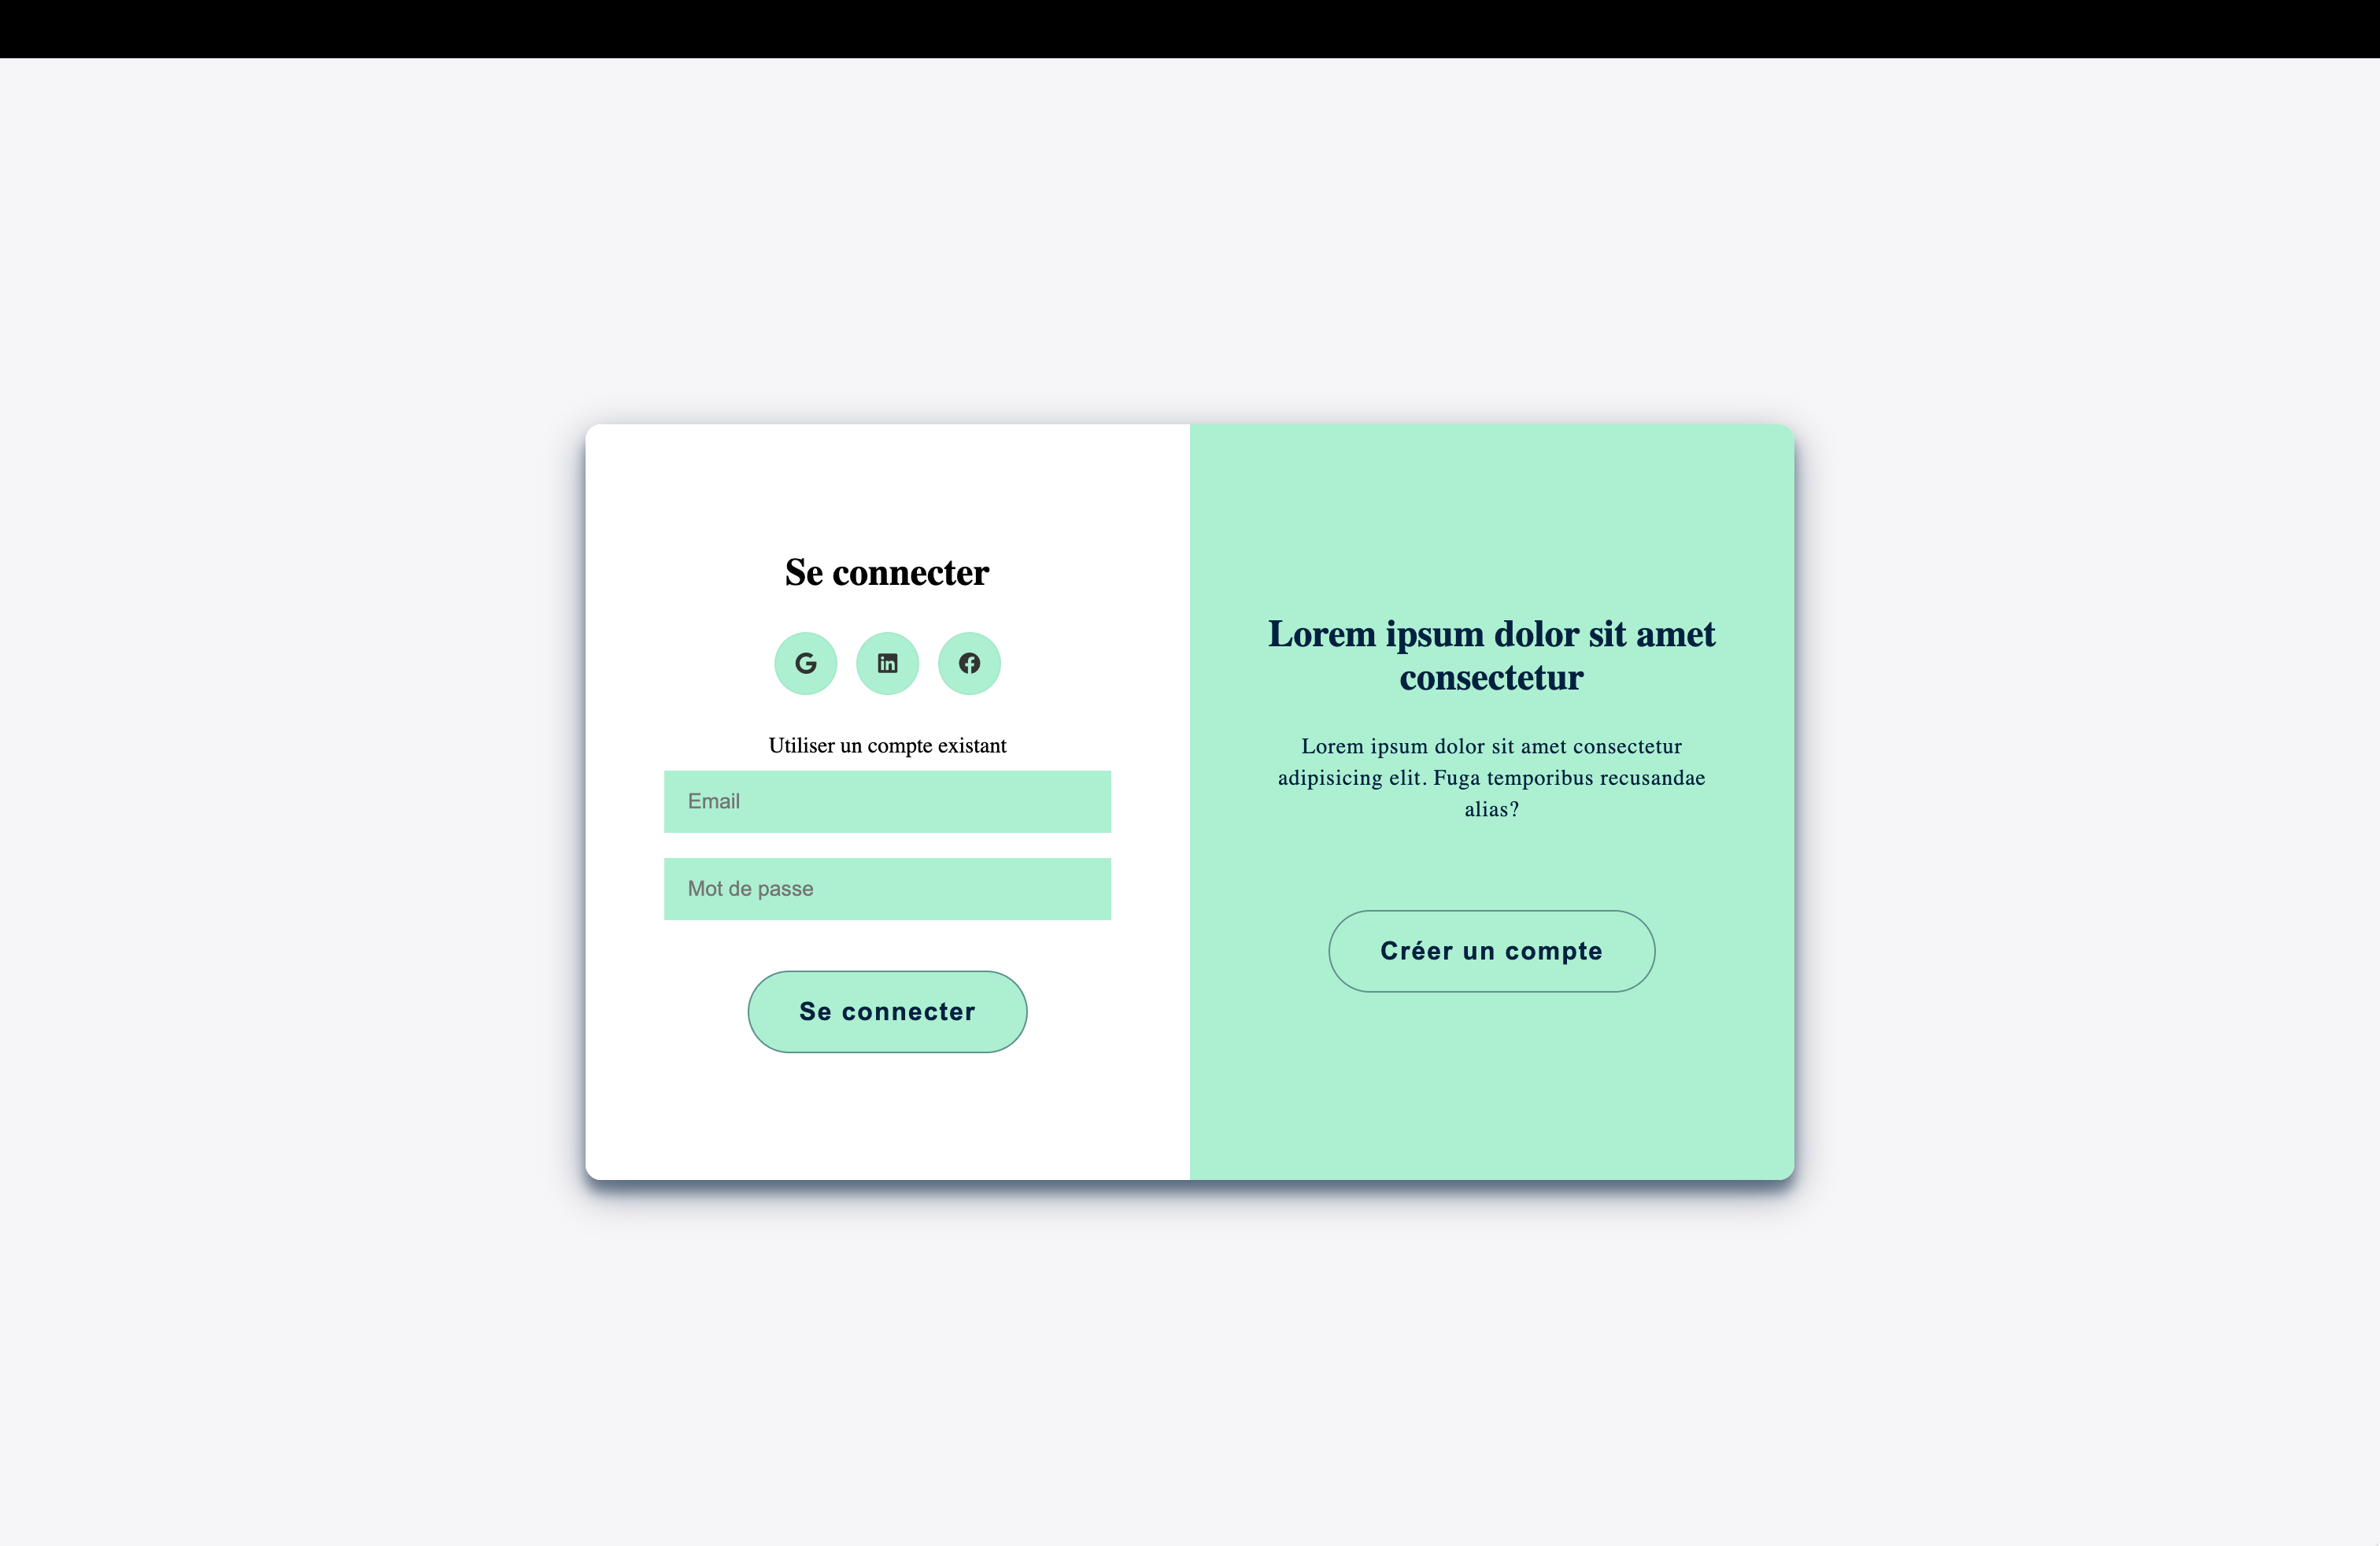 Se connecter
Utiliser un compte existant
Email
Mot de passe
Se connecter
Lorem ipsum dolor sit amet
consectetur
Lorem ipsum dolor sit amet consectetur
adipisicing elit. Fuga temporibus recusandae
alias?
Créer un compte